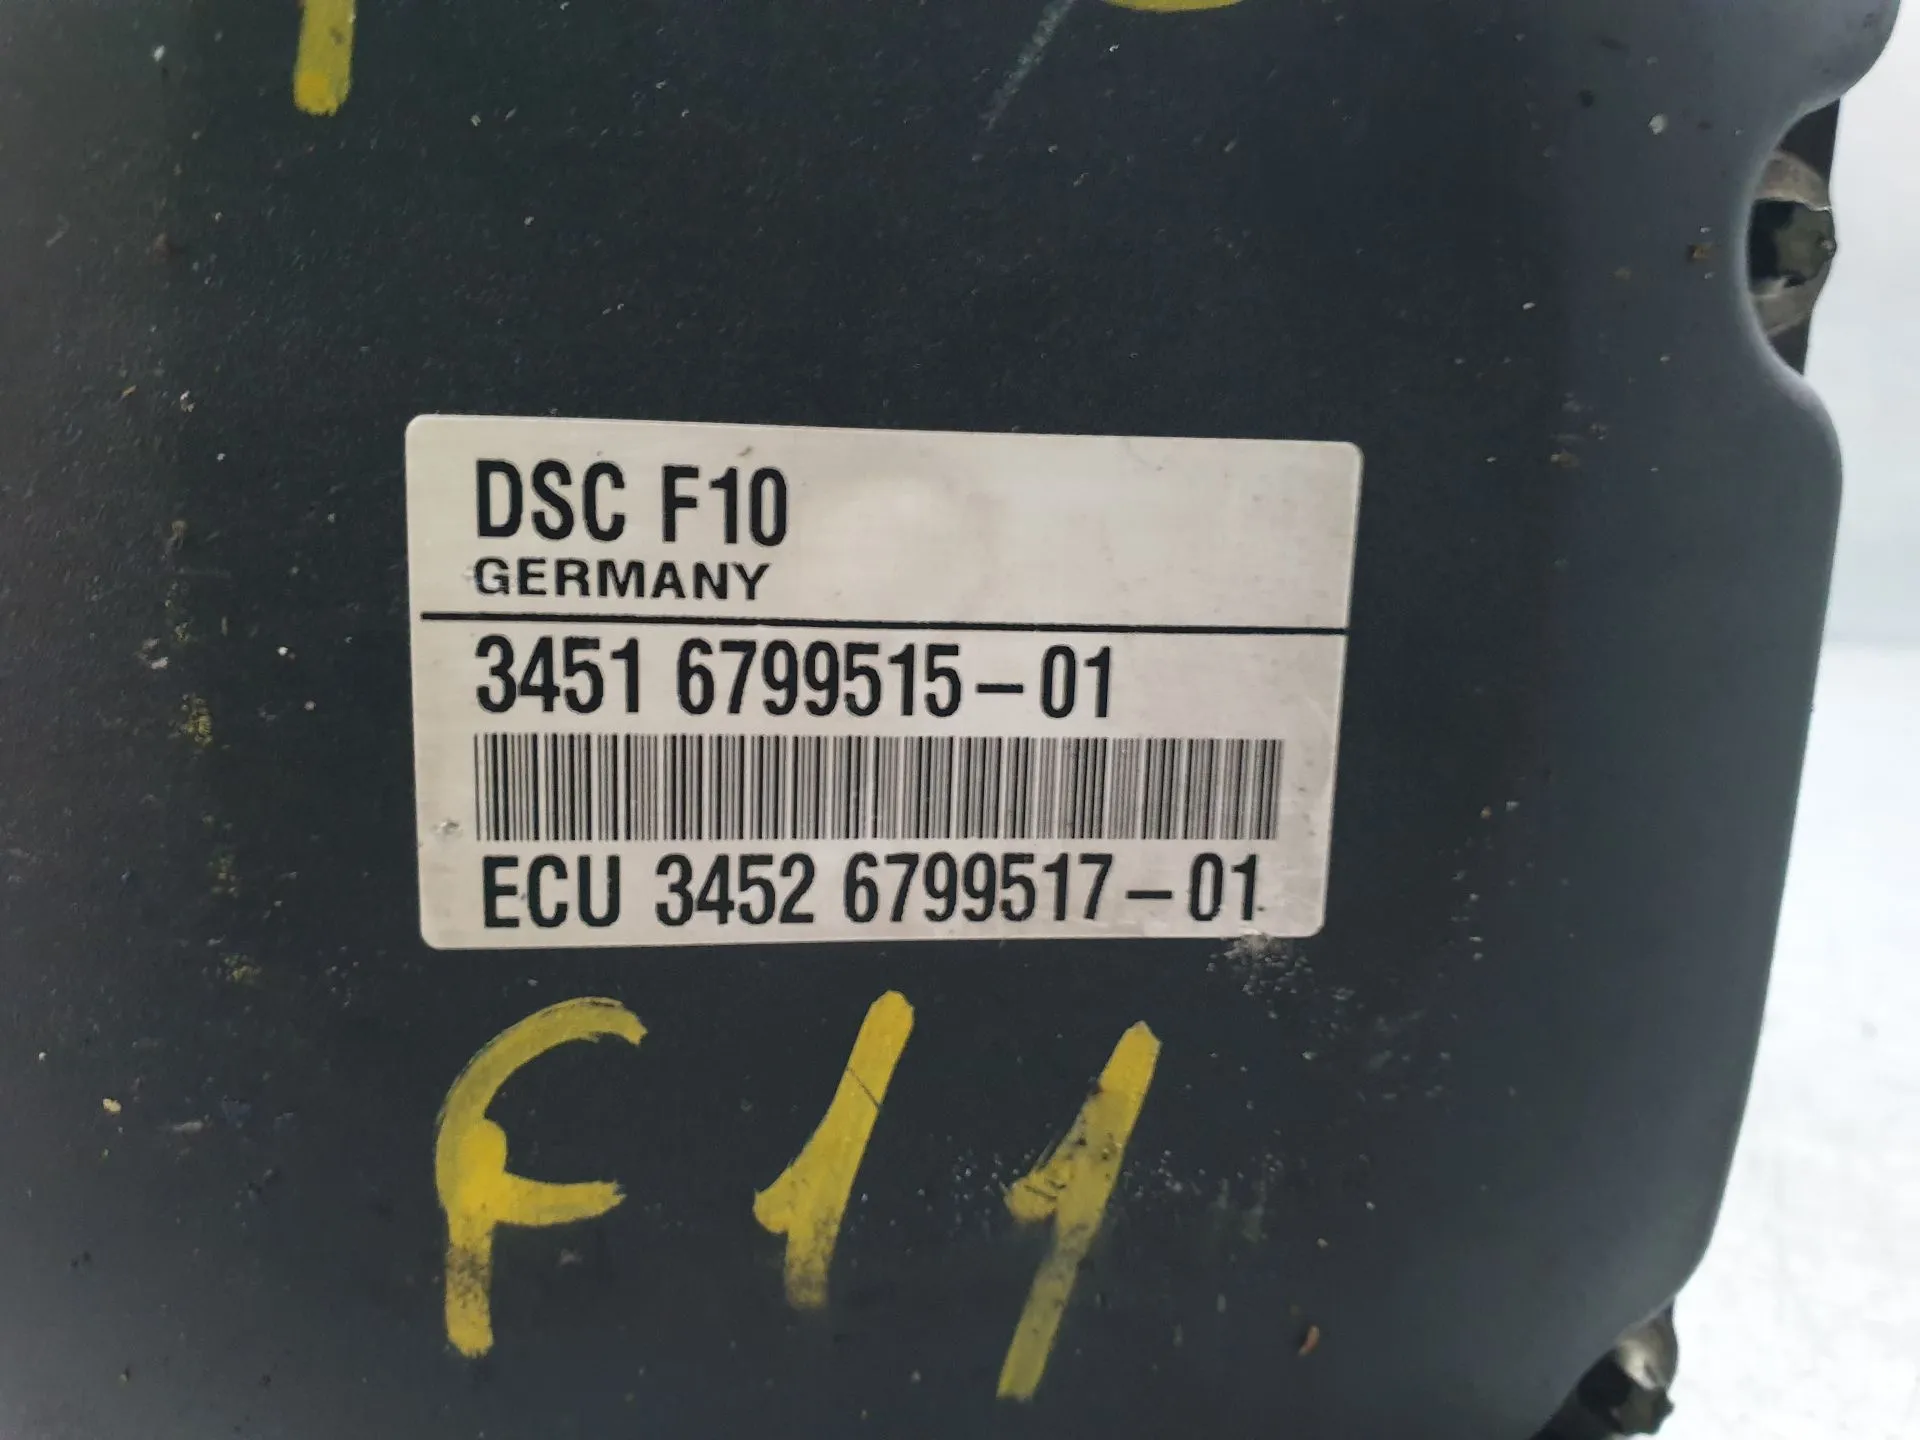 DSC F10
GERMANY
3451 6799515-01
ECU 3452 6799517-01
F11